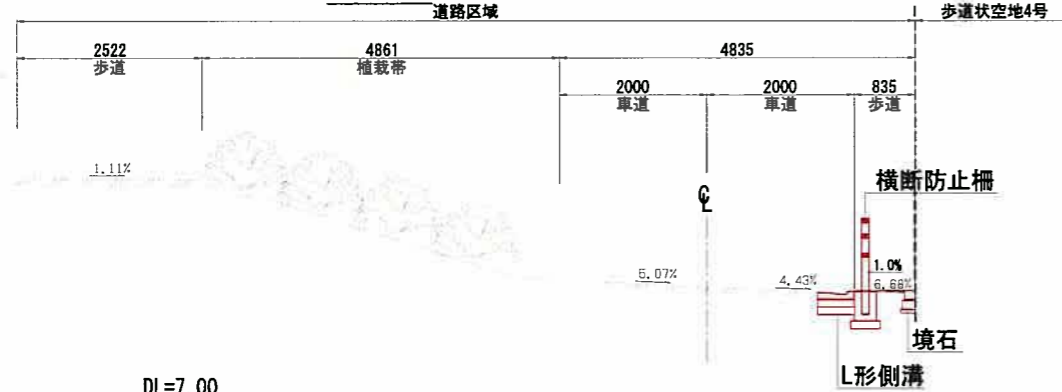 道路区域
歩道状空地4号
2522
歩道
4861
植栽帯
4835
2000
車道
2000
車道
835
歩道
1.11%
横断防止柵
CL
5.07%
4.43%
1.0%
6.68%
境石
L形側溝
DL=7.00